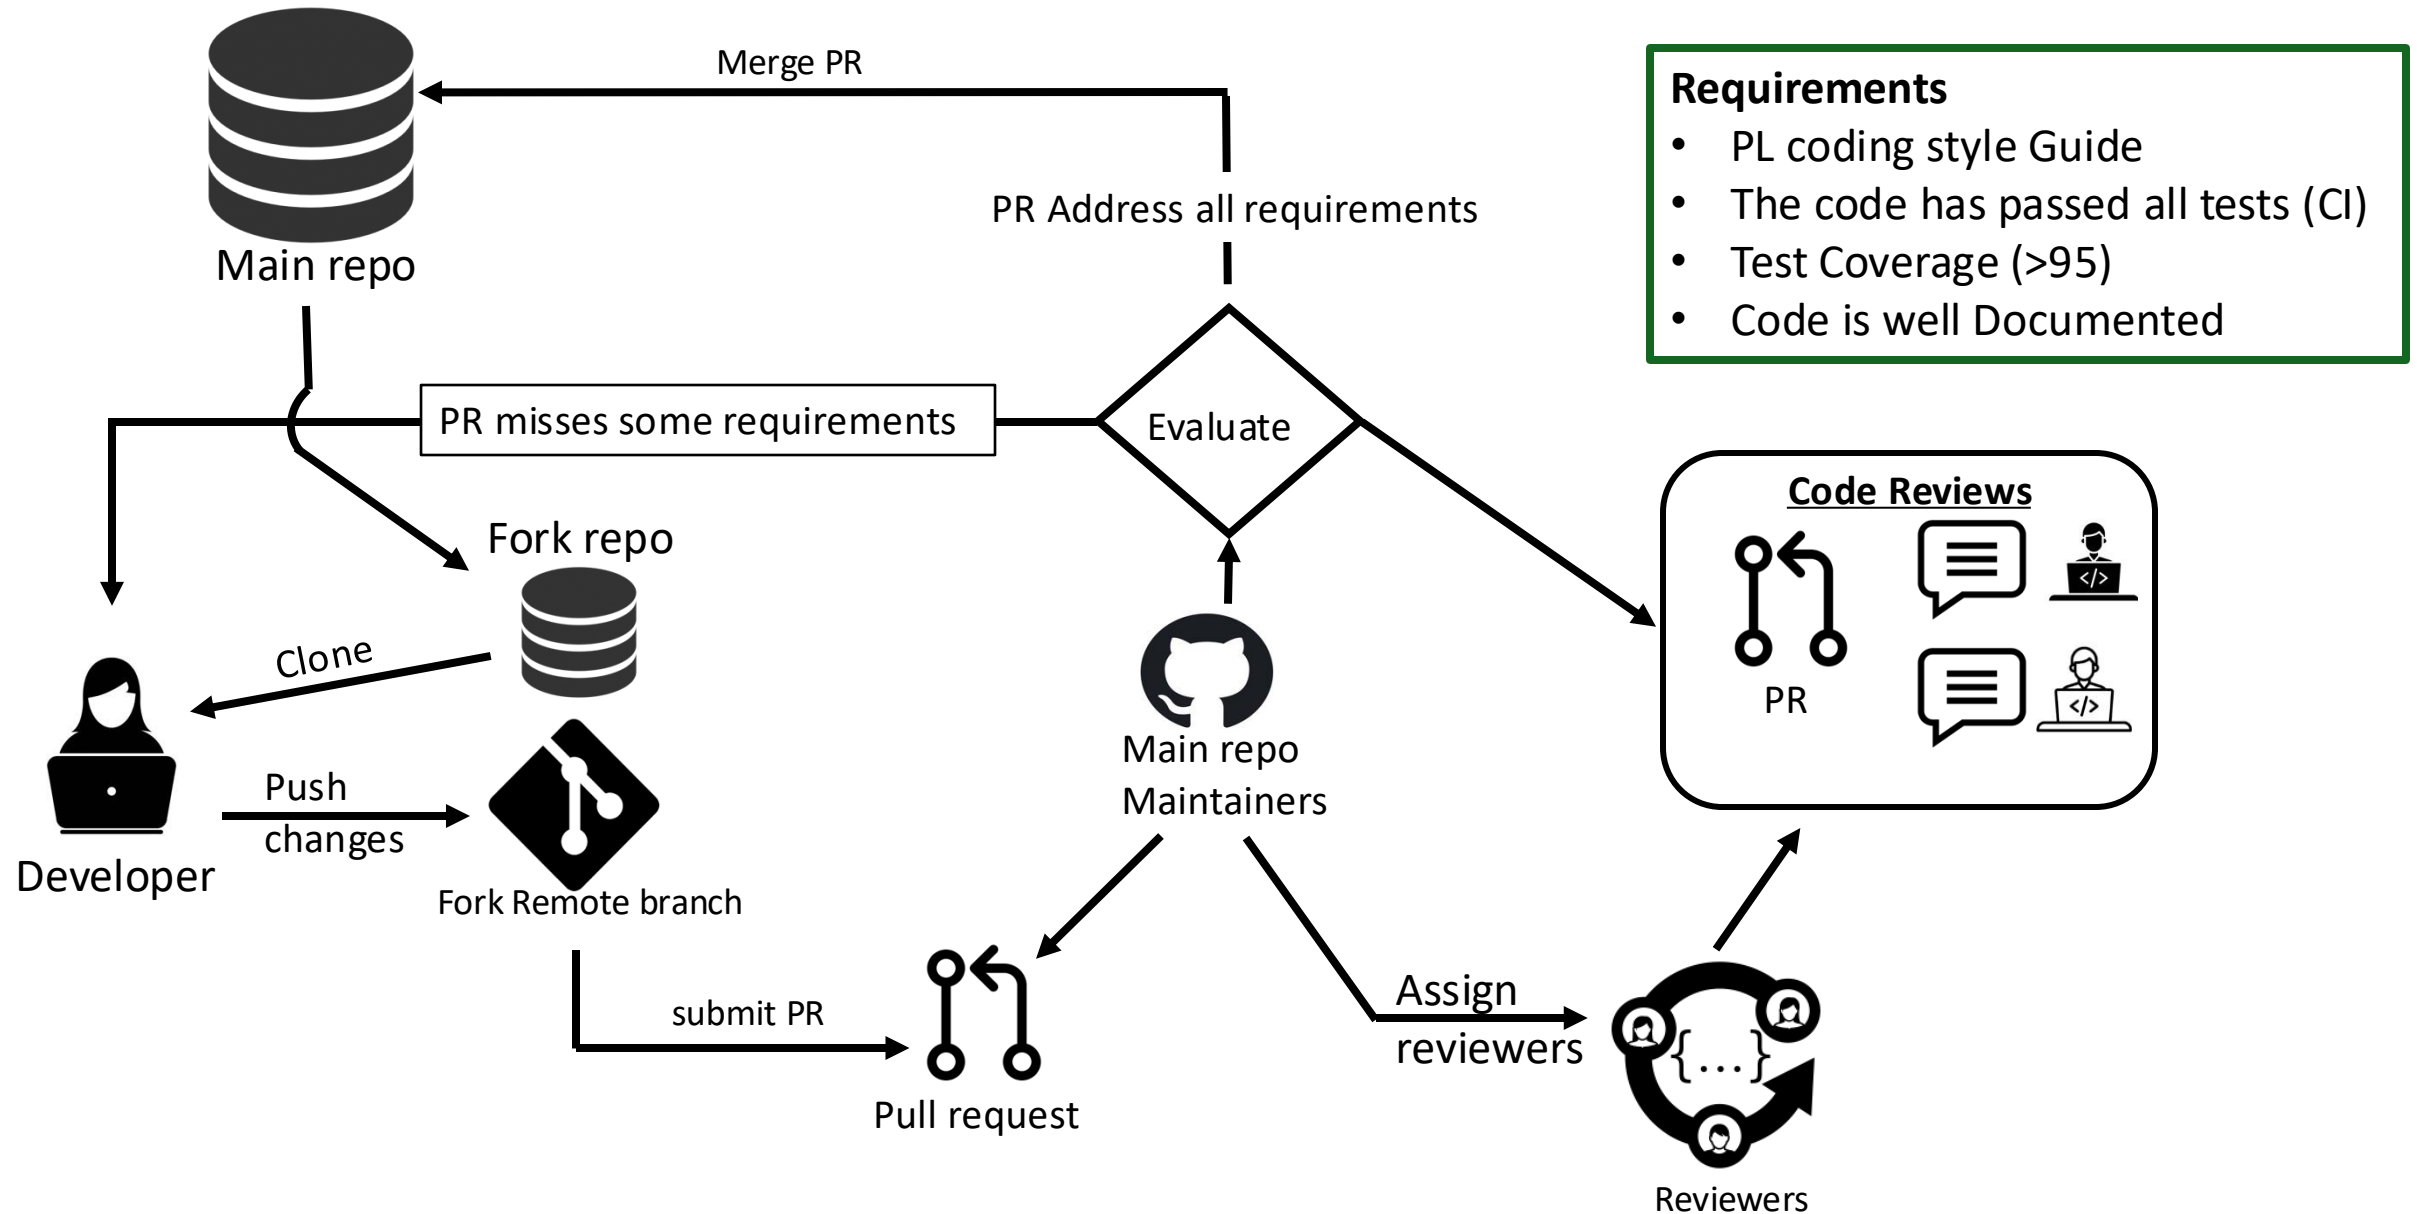 Merge PR
Requirements
• PL coding style Guide
• The code has passed all tests (CI)
• Test Coverage (>95)
• Code is well Documented
PR Address all requirements
Main repo
PR misses some requirements
Evaluate
Code Reviews
</>
</>
PR
Fork repo
Clone
Push
changes
Developer
Fork Remote branch
Main repo
Maintainers
submit PR
Pull request
Assign
reviewers
{...}
Reviewers